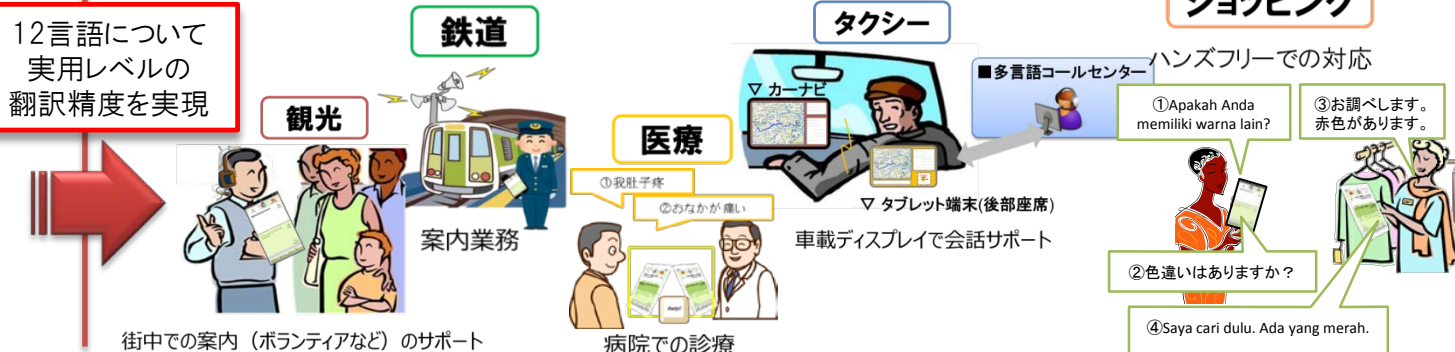 12言語について
実用レベルの
翻訳精度を実現
観光
街中での案内（ボランティアなど）のサポート
鉄道
案内業務
医療
①我肚子疼
②おなかが痛い
病院での診療
タクシー
▽ カーナビ
■多言語コールセンター
▽ タブレット端末(後部座席)
車載ディスプレイで会話サポート
ショッピング
ハンズフリーでの対応
①Apakah Anda
memiliki warna lain?
③お調べします。
赤色があります。
②色違いはありますか？
④Saya cari dulu. Ada yang merah.